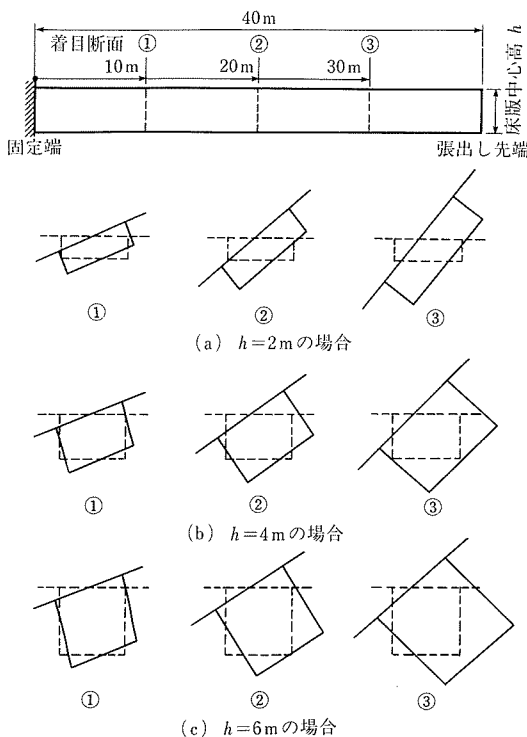 40m
着目断面 ① ② ③
10m 20m 30m
床版中心高 h
固定端 張出し先端
① ② ③
(a) h=2mの場合
① ② ③
(b) h=4mの場合
① ② ③
(c) h=6mの場合